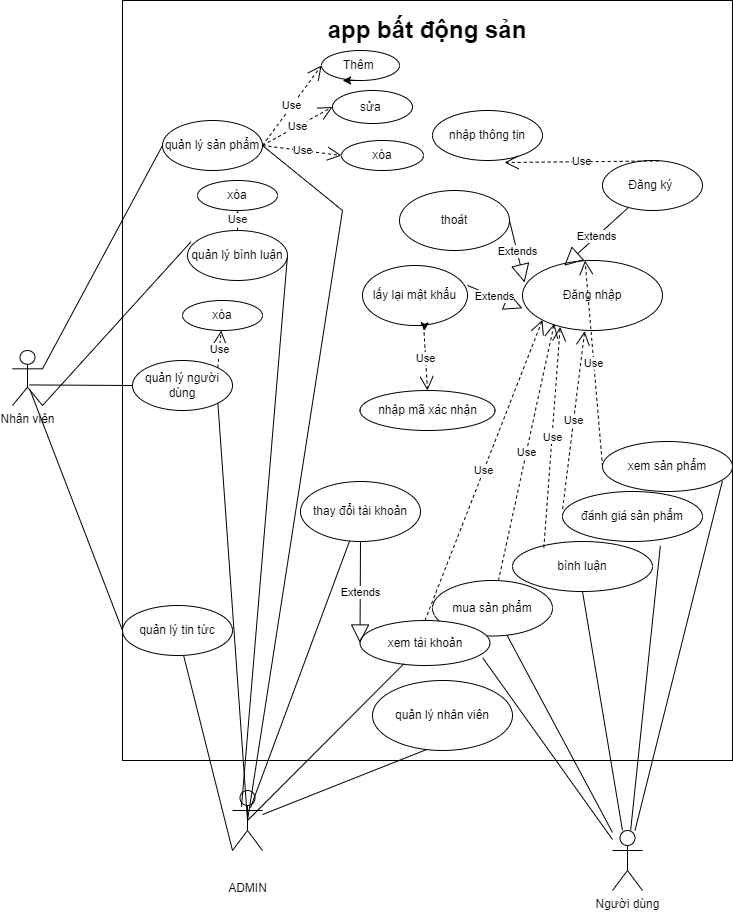 app bất động sản
Thêm
Use
sửa
Use
nhập thông tịn
quản lý sản phẩm
Use
xóa
Use
xóa
Đăng ký
Use
thoát
Extends
quản lý bình luận
Extends
lấy lại mật khẩu
Extends
Đăng nhập
xóa
Use
Use
Use
quản lý người
dùng
nhập mã xác nhận
Nhân viên
Use
Use
Use
Use
xem sản phẩm
thay đổi tài khoản
đánh giá sản phẩm
bình luận
Extends
mua sản phẩm
quản lý tin tức
xem tài khoản
quản lý nhân viên
ADMIN
Người dùng